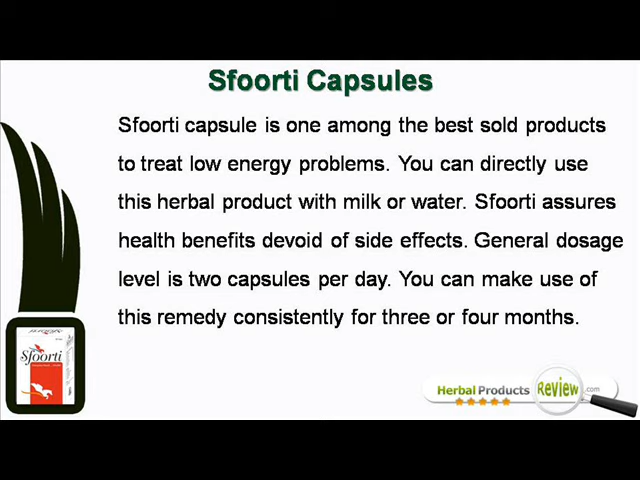 Sfoorti Capsules
Sfoorti capsule is one among the best sold products
to treat low energy problems. You can directly use
this herbal product with milk or water. Sfoorti assures
health benefits devoid of side effects. General dosage
level is two capsules per day. You can make use of
this remedy consistently for three or four months.
Sfoorti
Herbal Products Review.com